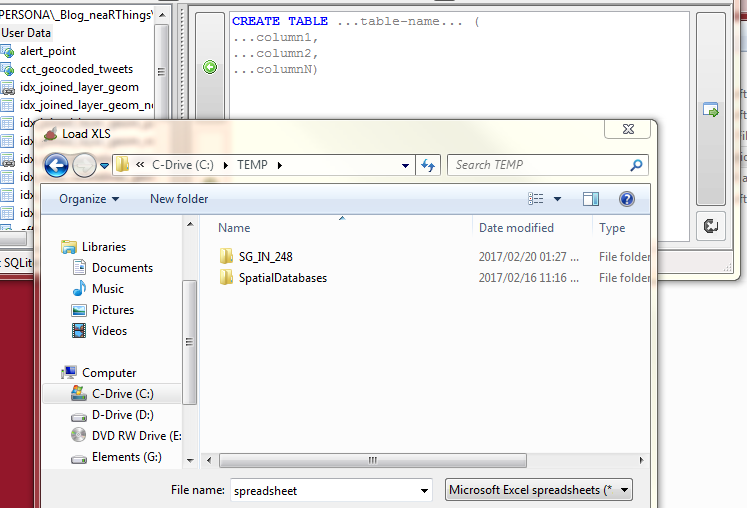 PERSONA\_Blog_neaRThings\
User Data
alert_point
cct_geocoded_tweets
idx_joined_layer_geom
idx_joined_layer_geom_no
CREATE TABLE ...table-name... (
...column1,
...column2,
...columnN)
Load XLS
« C-Drive (C:) TEMP
Search TEMP
Organize New folder
Name Date modified Type
Libraries
Documents
Music
Pictures
Videos
Computer
C-Drive (C:)
D-Drive (D:)
DVD RW Drive (E:
Elements (G:)
SG_IN_248 2017/02/20 01:27 ... File folder
SpatialDatabases 2017/02/16 11:16 ... File folder
File name: spreadsheet Microsoft Excel spreadsheets (*
idx
idx
idx
idx
t SQLit